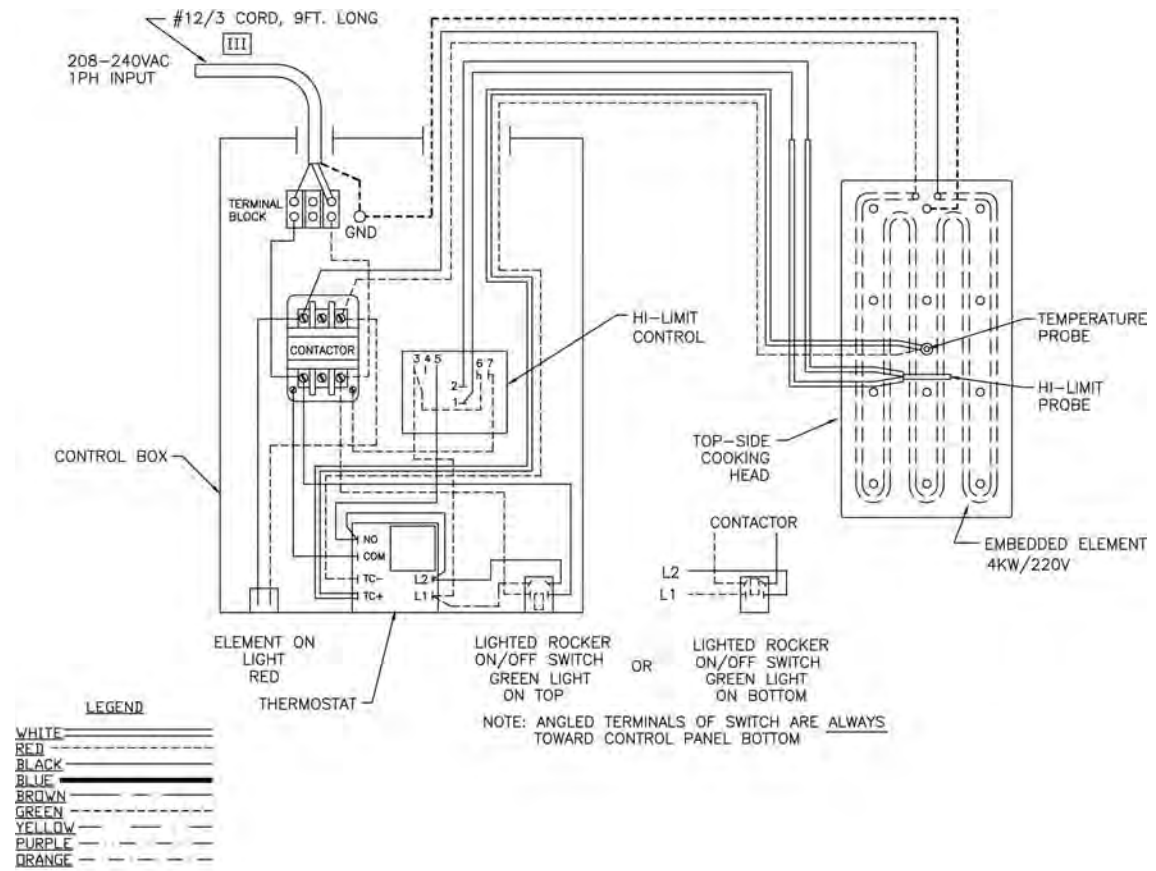 #12/3 CORD, 9FT. LONG
III
208-240VAC
1PH INPUT
TERMINAL
BLOCK
GND
CONTACTOR
HI-LIMIT
CONTROL
3 4 5
6 7
2
1
TEMPERATURE
PROBE
HI-LIMIT
PROBE
TOP-SIDE
COOKING
HEAD
CONTROL BOX
EMBEDDED ELEMENT
4KW/220V
NO
COM
TC-
TC+
L2
L1
CONTACTOR
L2
L1
ELEMENT ON
LIGHT
RED
THERMOSTAT
LIGHTED ROCKER
ON/OFF SWITCH
GREEN LIGHT
ON TOP
OR
LIGHTED ROCKER
ON/OFF SWITCH
GREEN LIGHT
ON BOTTOM
NOTE: ANGLED TERMINALS OF SWITCH ARE ALWAYS
TOWARD CONTROL PANEL BOTTOM
LEGEND
WHITE
RED
BLACK
BLUE
BROWN
GREEN
YELLOW
PURPLE
ORANGE